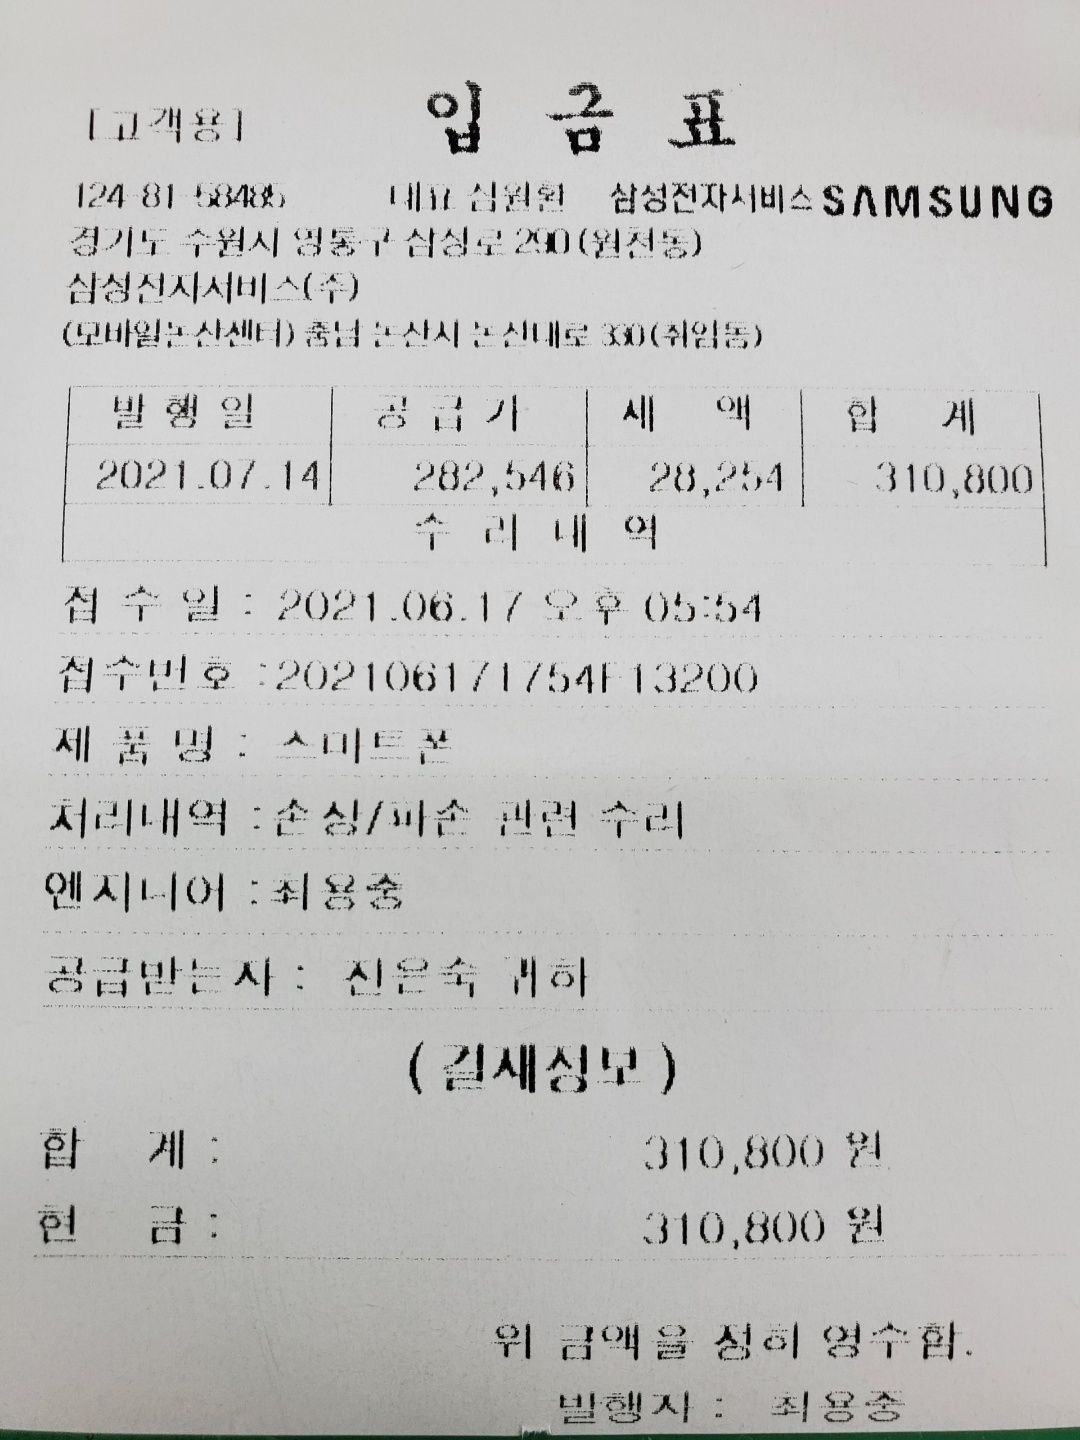 [고객용] 입 금 표
124-81-58485 대표 심원환 삼성전자서비스 SAMSUNG
경기도 수원시 영통구 삼성로 290 (원천동)
삼성전자서비스(주)
(모바일논산센터) 충남 논산시 논산대로 330 (취암동)
발 행 일 공 급 가 세 액 합 계
2021.07.14 282,546 28,254 310,800
수 리 내 역
접 수 일 : 2021.06.17 오후 05:54
접수번호 :202106171754F13200
제 품 명 : 스마트폰
처리내역 :손상/파손 관련 수리
엔지니어 :최용중
공급받는자 : 진은숙 귀하
(결재정보)
합 계 : 310,800 원
현 금 : 310,800 원
위 금액을 정히 영수함.
발행자 : 최용중